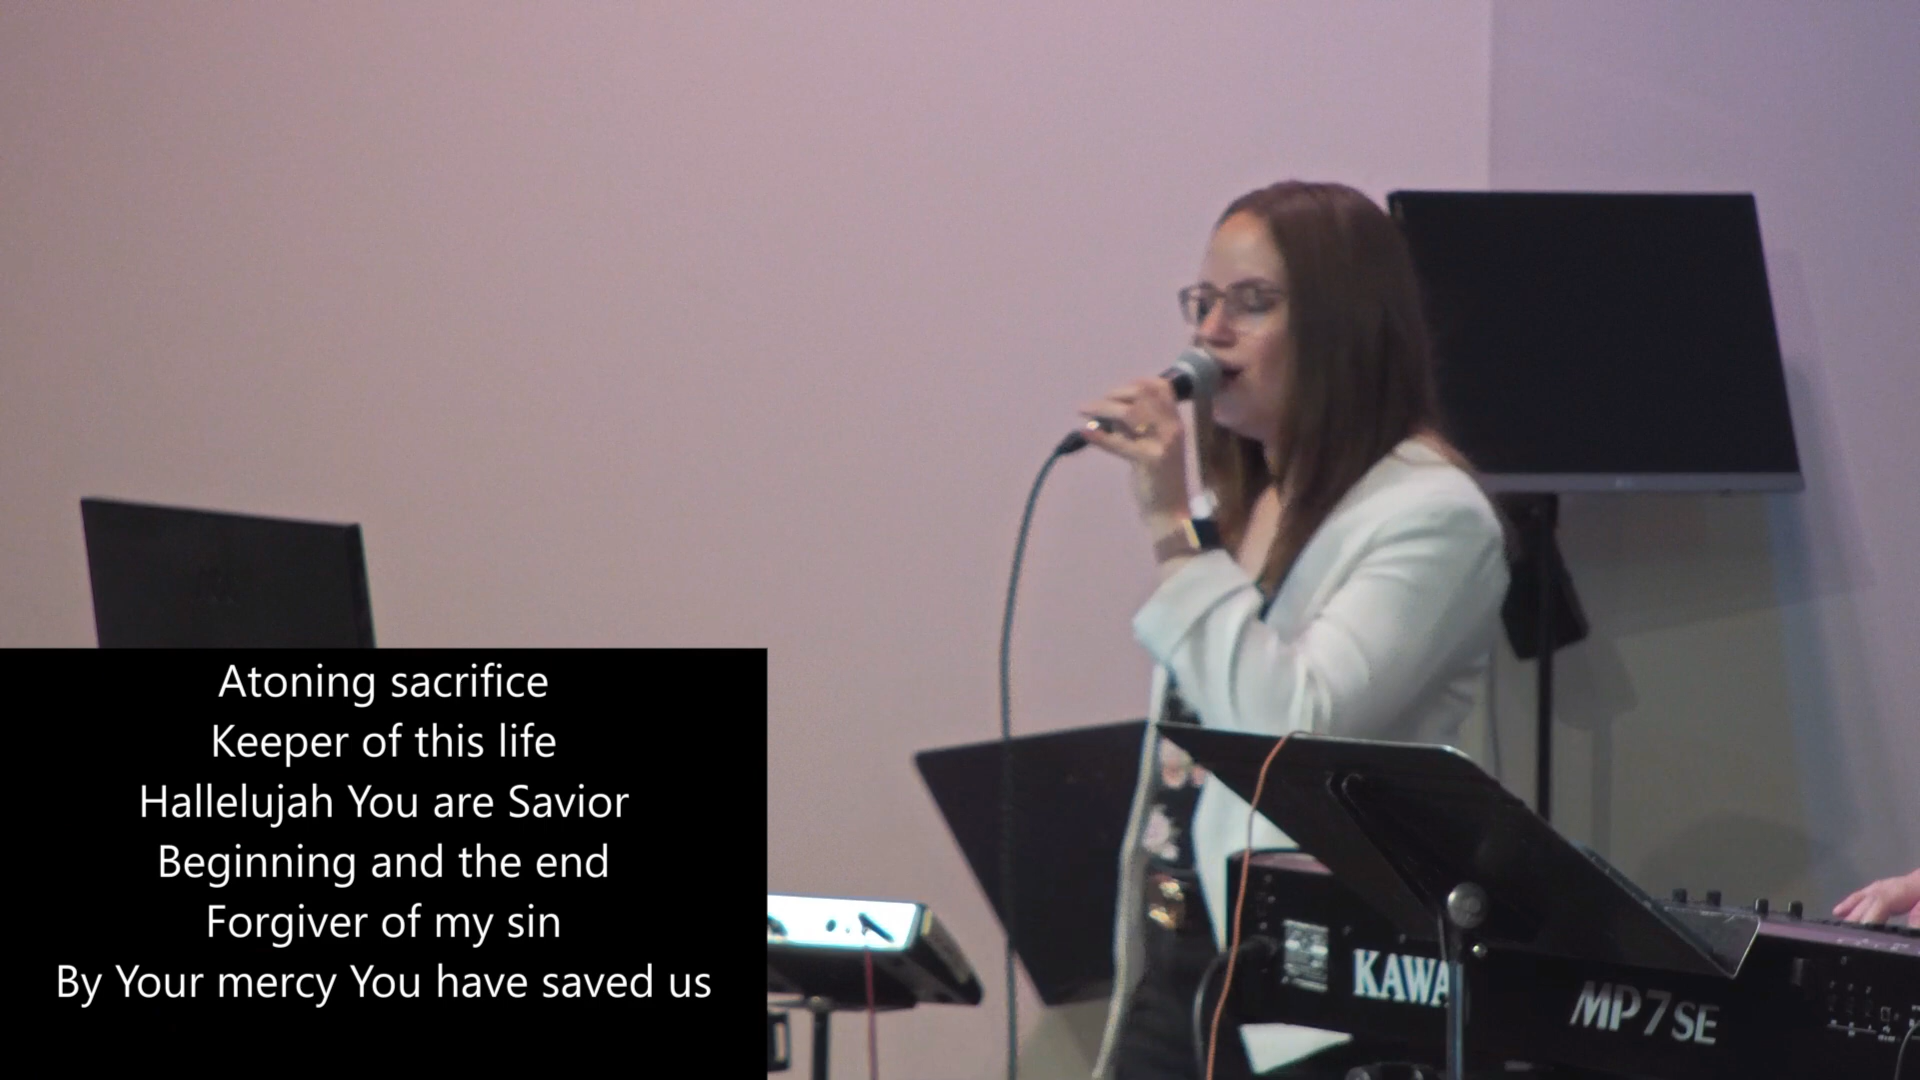 Atoning sacrifice
Keeper of this life
Hallelujah You are Savior
Beginning and the end
Forgiver of my sin
By Your mercy You have saved us
KAWA
MP7SE